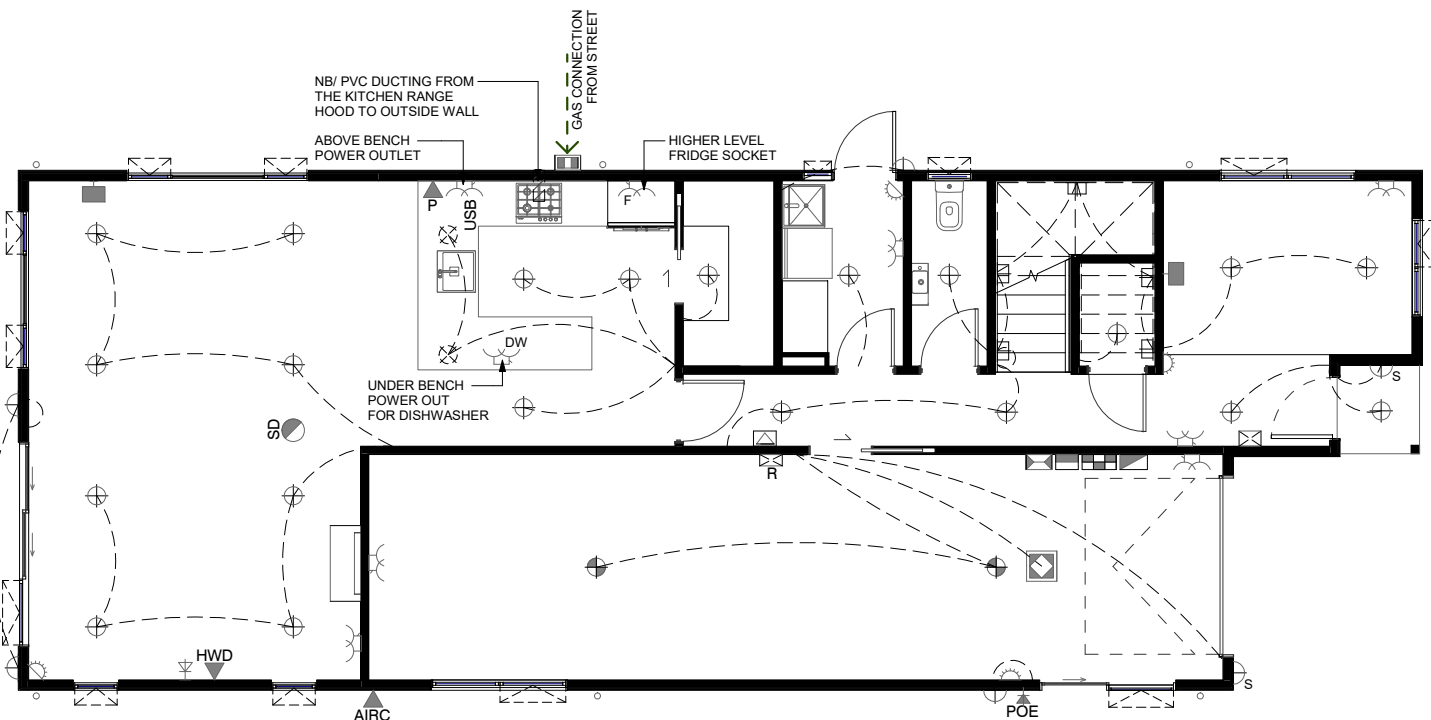 GAS CONNECTION
FROM STREET
NB/ PVC DUCTING FROM
THE KITCHEN RANGE
HOOD TO OUTSIDE WALL
ABOVE BENCH
POWER OUTLET
HIGHER LEVEL
FRIDGE SOCKET
P
USB
F
DW
UNDER BENCH
POWER OUT
FOR DISHWASHER
S
SD
R
HWD
S
AIRC
POE